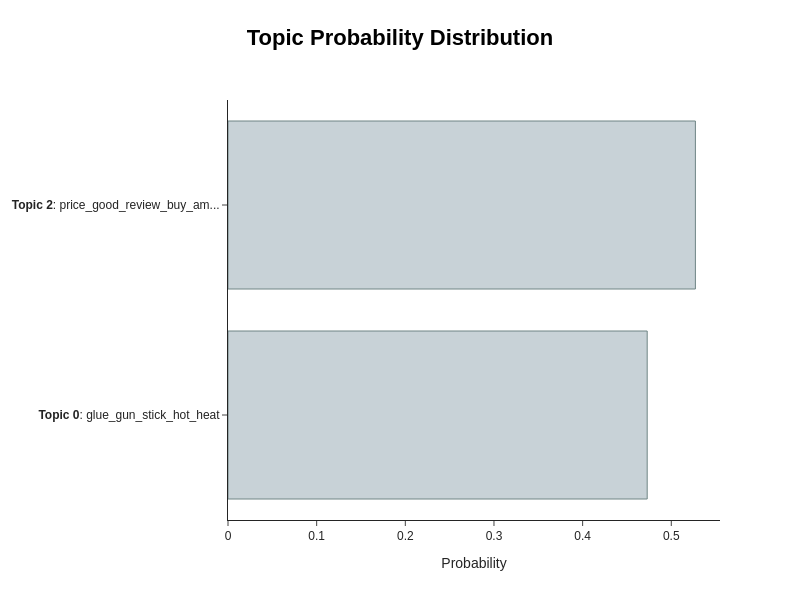 Topic Probability Distribution
Topic 2: price_good_review_buy_am...
Topic 0: glue_gun_stick_hot_heat
0 0.1 0.2 0.3 0.4 0.5
Probability